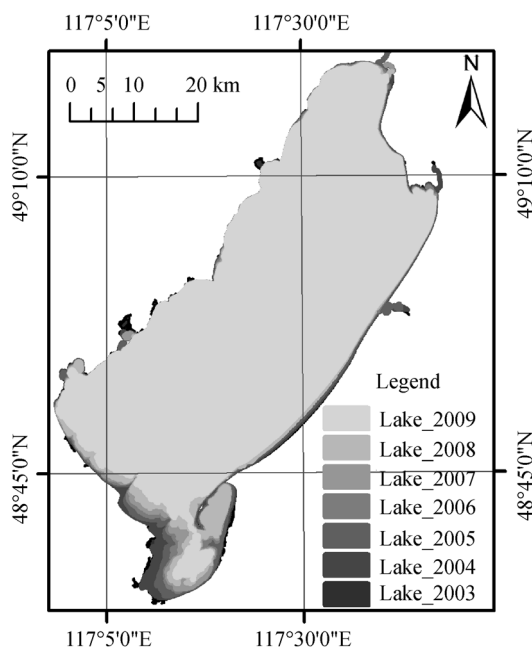 117°5'0"E 117°30'0"E
0 5 10 20 km
N
49°10'0"N 49°10'0"N
Legend
Lake_2009
Lake_2008
Lake_2007
Lake_2006
Lake_2005
Lake_2004
Lake_2003
48°45'0"N 48°45'0"N
117°5'0"E 117°30'0"E